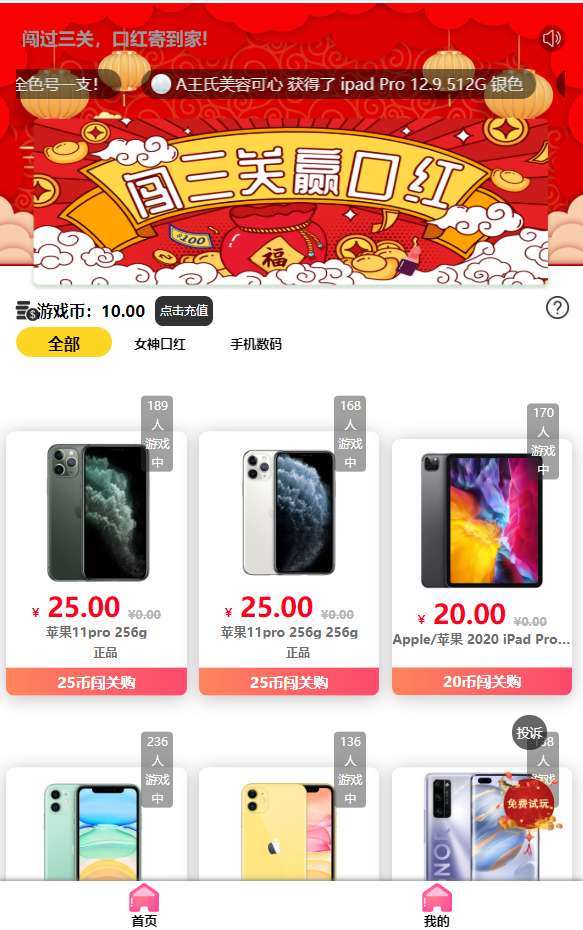 闯过三关，口红寄到家!
全色号一支！
A王氏美容可心 获得了 ipad Pro 12.9 512G 银色
闯三关赢口红
100
福
游戏币：10.00
点击充值
全部
女神口红
手机数码
189
人
游戏
中
168
人
游戏
中
170
人
游戏
中
¥ 25.00 ¥0.00
苹果11pro 256g
正品
25币闯关购
¥ 25.00 ¥0.00
苹果11pro 256g 256g
正品
25币闯关购
¥ 20.00 ¥0.00
Apple/苹果 2020 iPad Pro...
20币闯关购
236
人
游戏
中
136
人
游戏
中
投诉
人
游戏
免费试玩
首页
我的